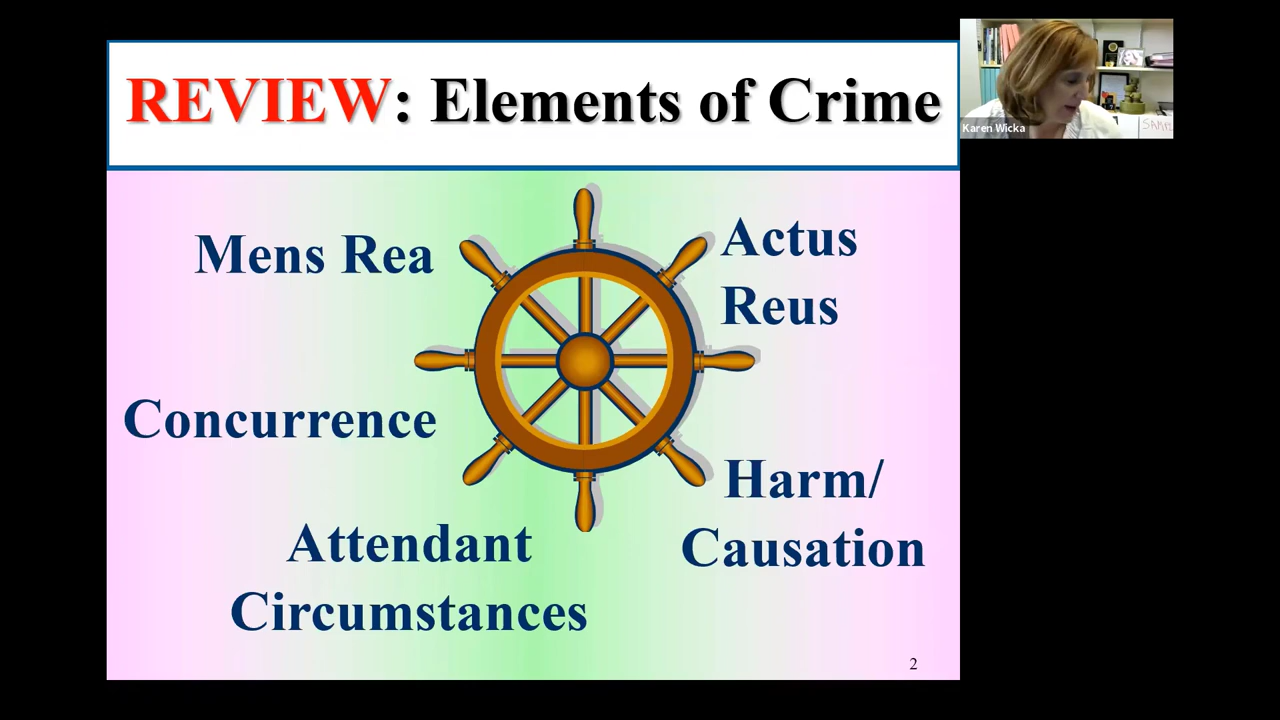 REVIEW: Elements of Crime
Karen Wicka
Mens Rea
Actus
Reus
Concurrence
Harm/
Causation
Attendant
Circumstances
2